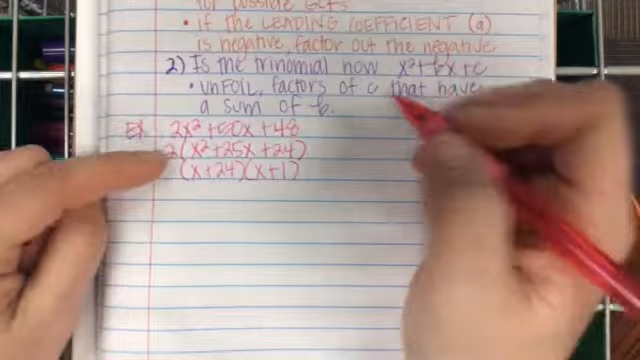 for possible GCFs
• if the LEADING COEFFICIENT (a)
is negative, factor out the negative
2) Is the trinomial now x²+bx+c
• unFOIL, factors of c that have
a sum of b.
Ex 2x²+50x+48
2(x²+25x+24)
(x+24)(x+1)